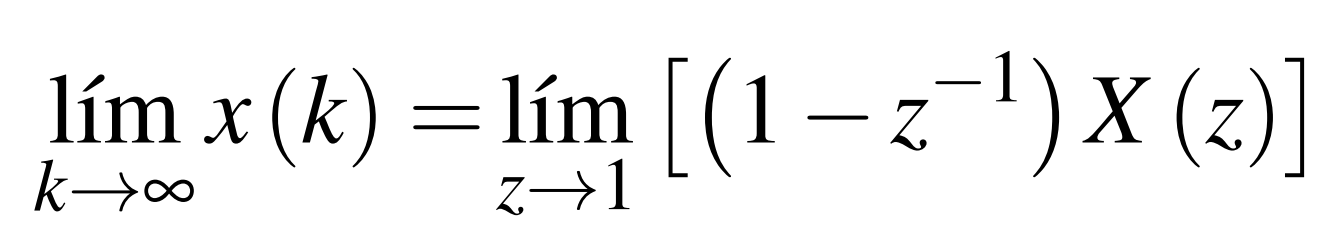 lím x(k) = lím [(1 − z⁻¹) X(z)]
k→∞ z→1